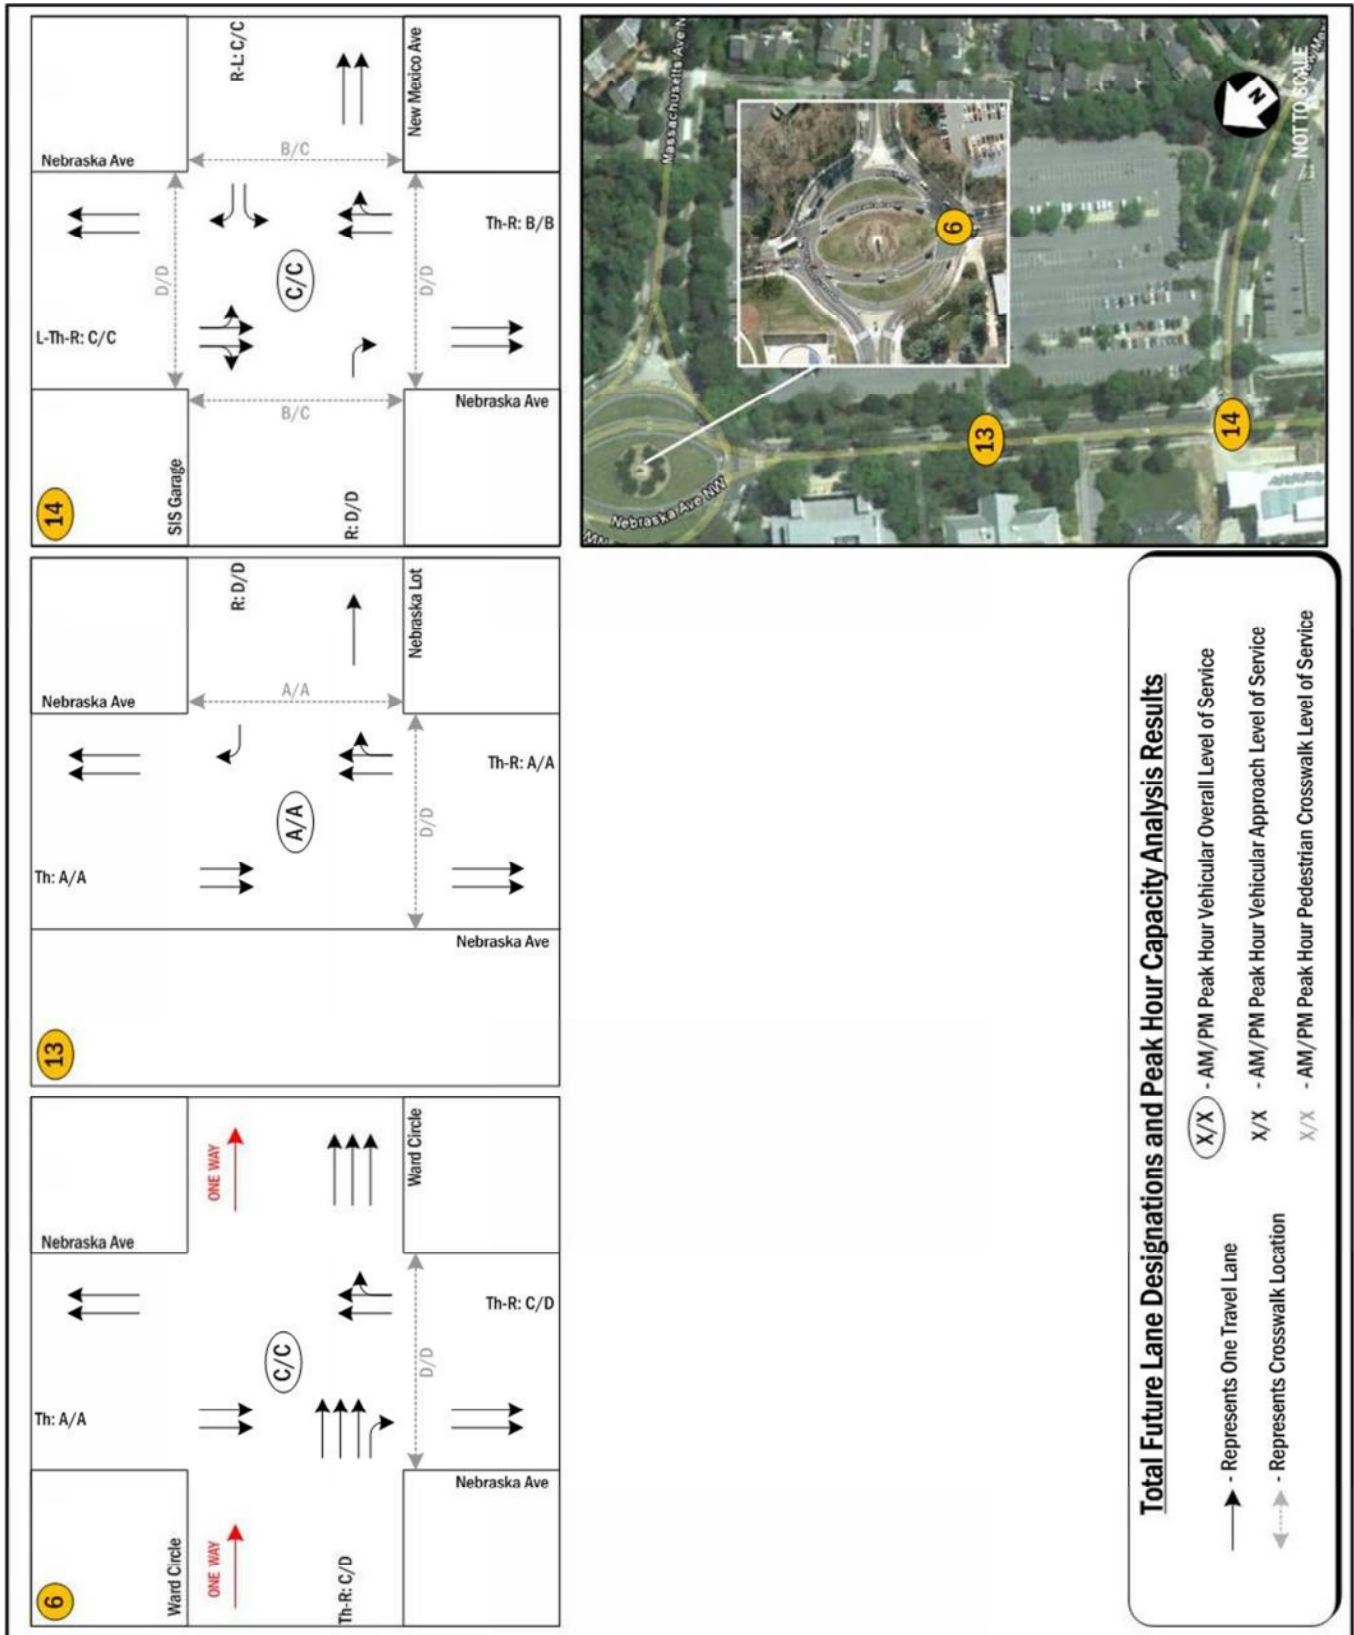 14
Nebraska Ave
R-L: C/C
New Mexico Ave
B/C
D/D
C/C
Th-R: B/B
L-Th-R: C/C
D/D
B/C
Nebraska Ave
SIS Garage
R: D/D
13
Nebraska Ave
R: D/D
Nebraska Lot
A/A
Th: A/A
A/A
Th-R: A/A
D/D
Nebraska Ave
6
Nebraska Ave
ONE WAY
Ward Circle
Th: A/A
C/C
Th-R: C/D
D/D
Nebraska Ave
Ward Circle
ONE WAY
Th-R: C/D
Massachusetts Ave N
6
N
NOT TO SCALE
Nebraska Ave NW
13
14
Total Future Lane Designations and Peak Hour Capacity Analysis Results
- Represents One Travel Lane
- Represents Crosswalk Location
X/X - AM/PM Peak Hour Vehicular Overall Level of Service
X/X - AM/PM Peak Hour Vehicular Approach Level of Service
X/X - AM/PM Peak Hour Pedestrian Crosswalk Level of Service